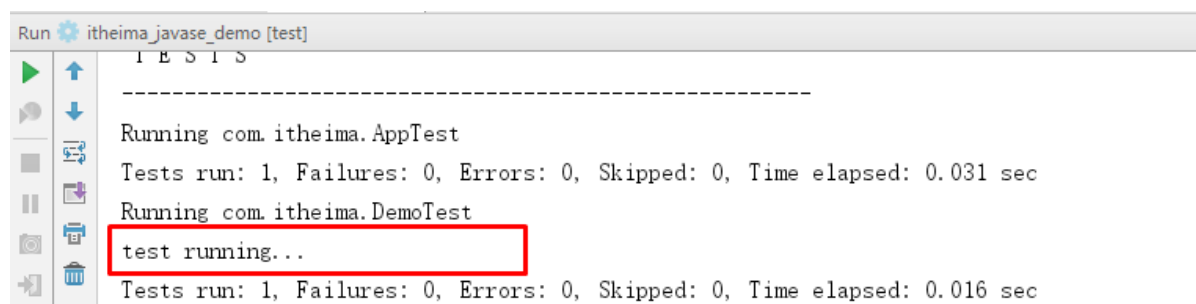 Run itheima_javase_demo [test]
T E S T S
-------------------------------------------------------
Running com.itheima.AppTest
Tests run: 1, Failures: 0, Errors: 0, Skipped: 0, Time elapsed: 0.031 sec
Running com.itheima.DemoTest
test running...
Tests run: 1, Failures: 0, Errors: 0, Skipped: 0, Time elapsed: 0.016 sec